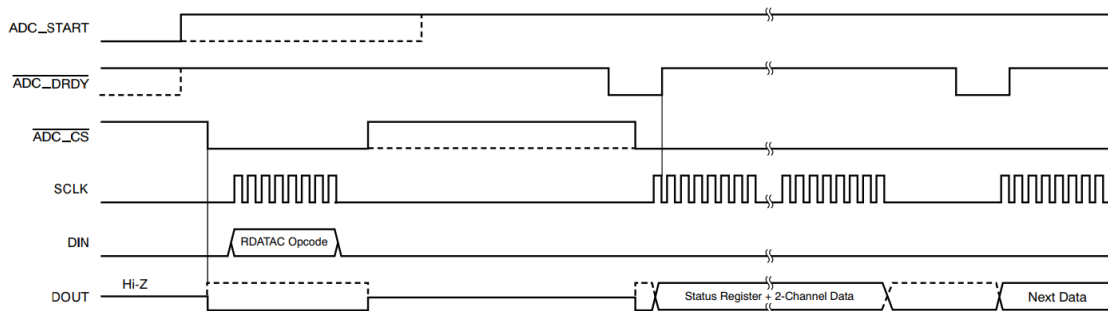 ADC_START
ADC_DRDY
ADC_CS
SCLK
DIN
RDATAC Opcode
Hi-Z
DOUT
Status Register + 2-Channel Data
Next Data